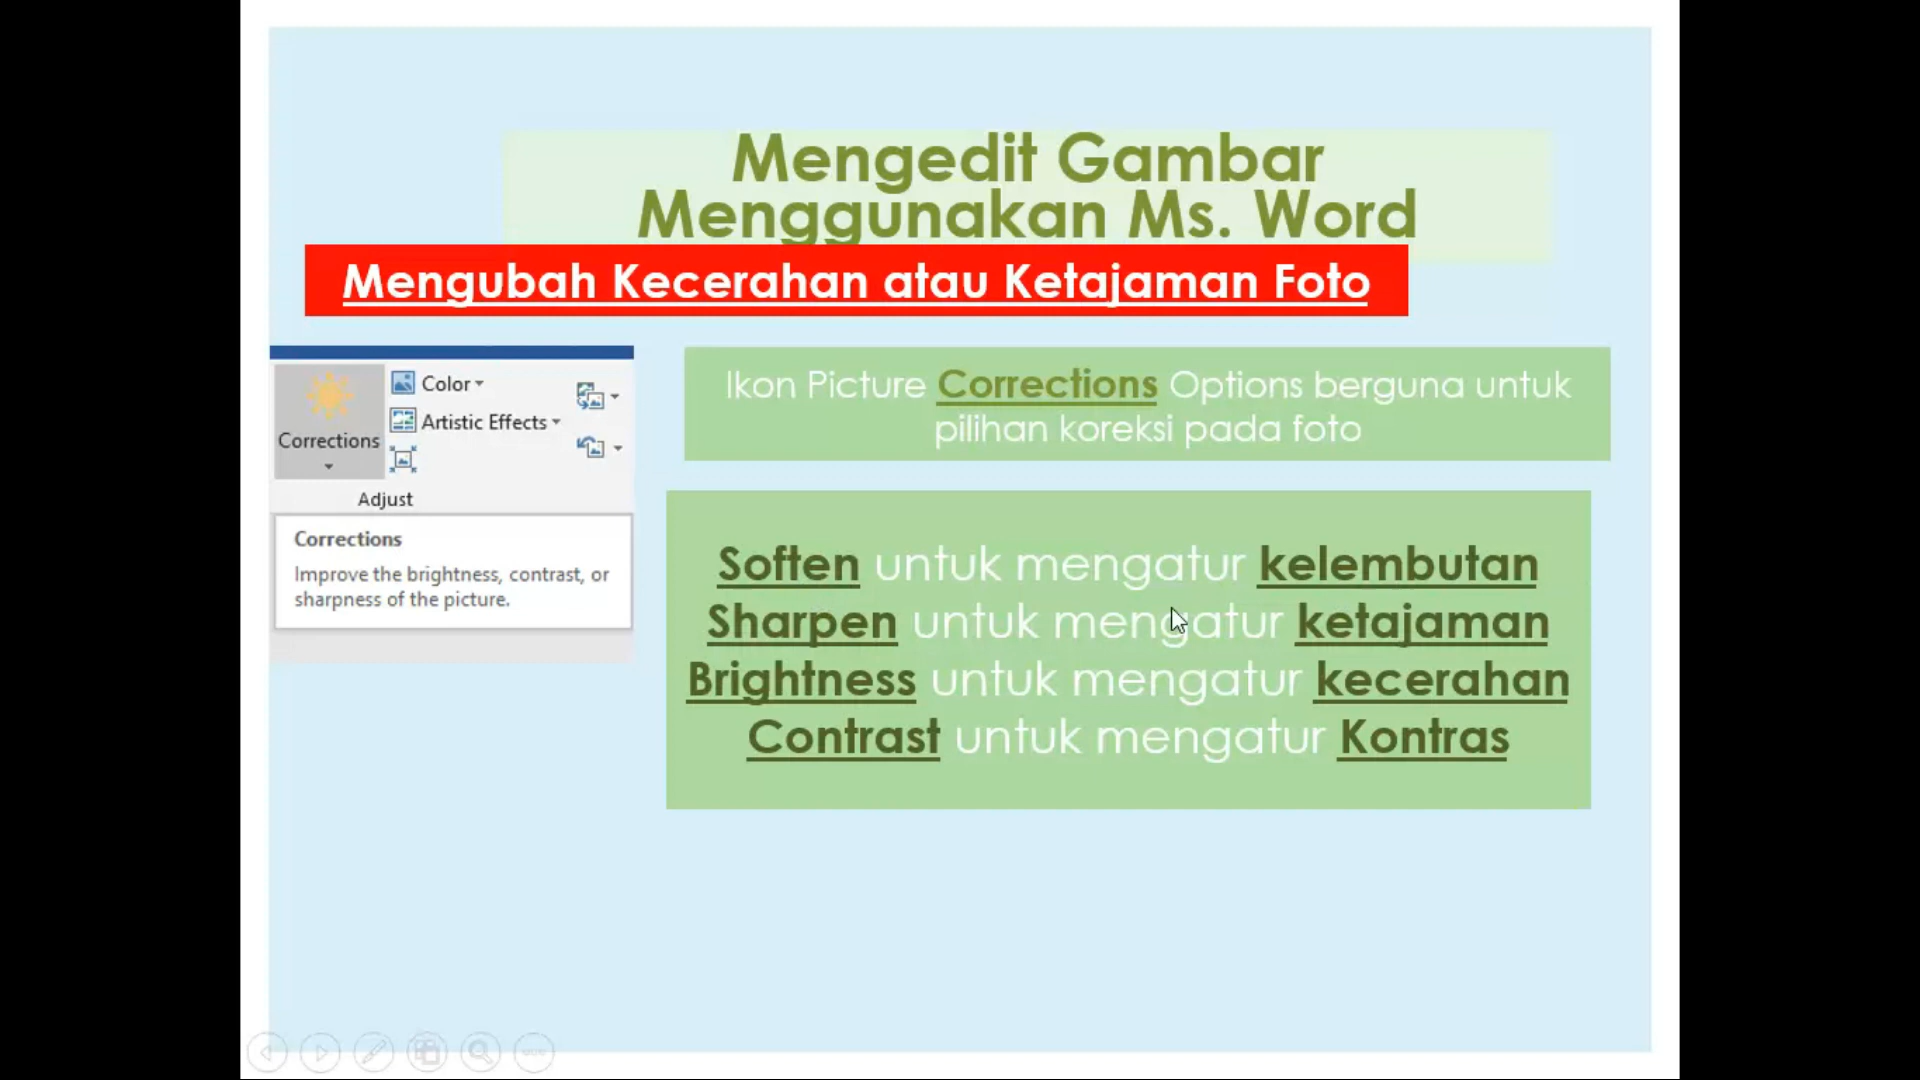 Mengedit Gambar
Menggunakan Ms. Word
Mengubah Kecerahan atau Ketajaman Foto
Corrections
Color
Artistic Effects
Adjust
Corrections
Improve the brightness, contrast, or
sharpness of the picture.
Ikon Picture Corrections Options berguna untuk
pilihan koreksi pada foto
Soften untuk mengatur kelembutan
Sharpen untuk mengatur ketajaman
Brightness untuk mengatur kecerahan
Contrast untuk mengatur Kontras